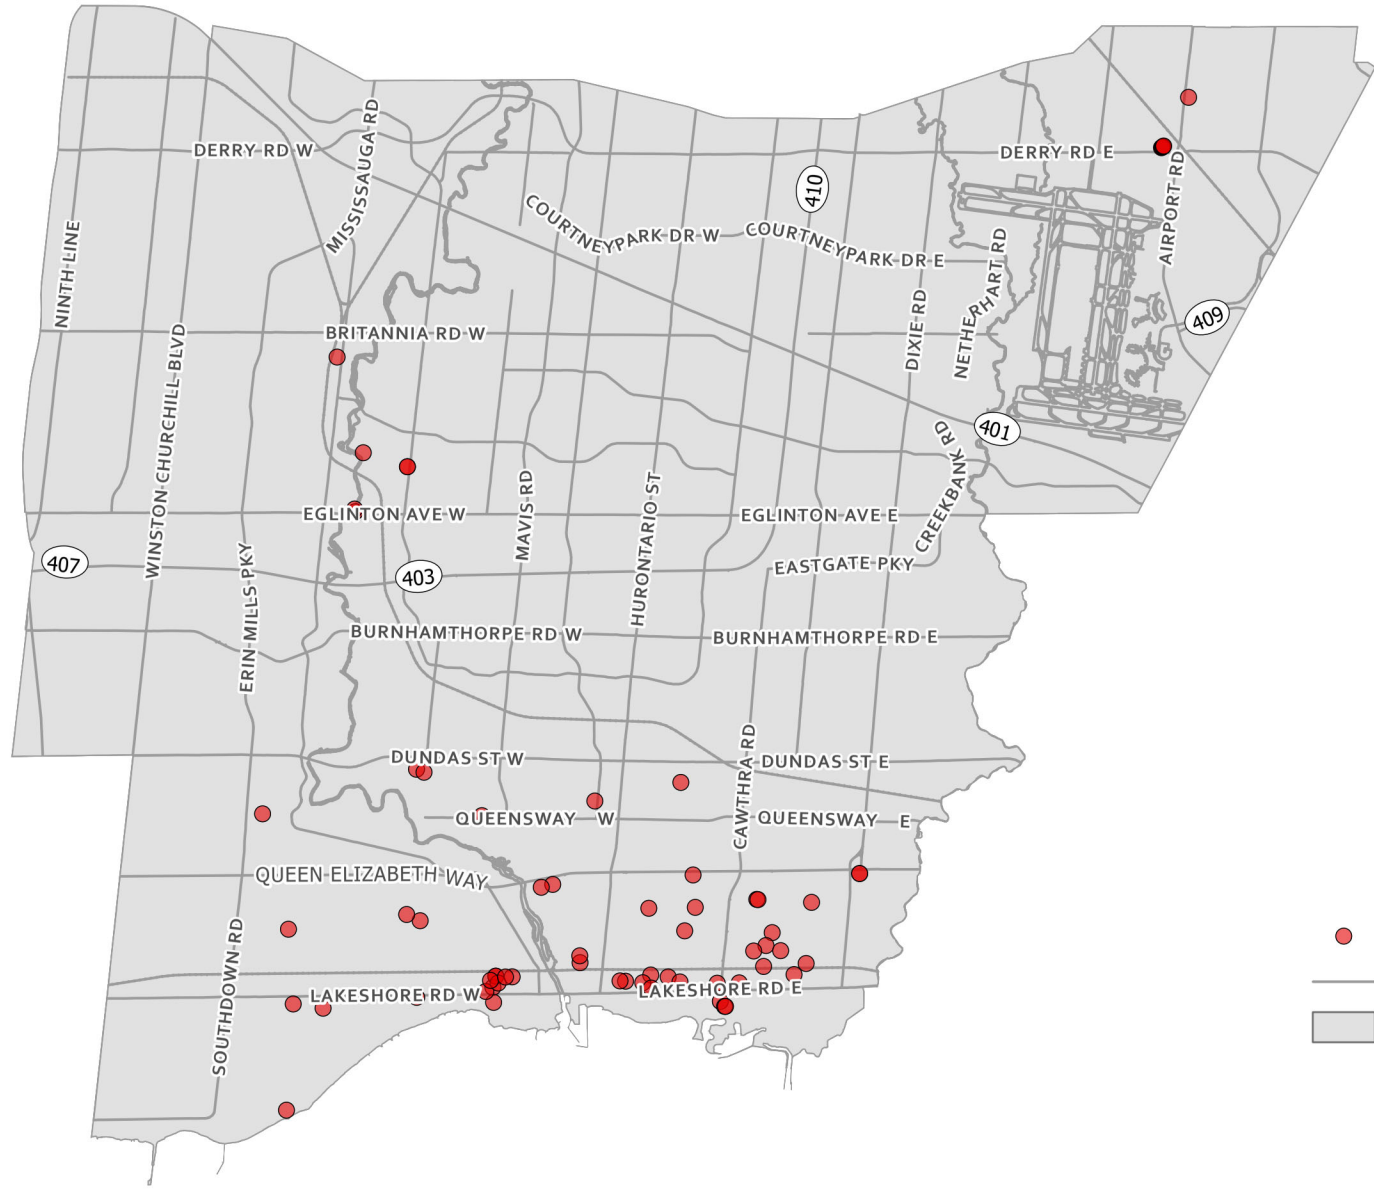 DERRY RD W
MISSISSAUGA RD
DERRY RD E
410
AIRPORT RD
COURTNEYPARK DR W
COURTNEYPARK DR E
NINTH LINE
NETHERHART RD
DIXIE RD
409
BRITANNIA RD W
WINSTON CHURCHILL BLVD
401
CREEKBANK RD
MAVIS RD
HURONTARIO ST
EGLINTON AVE W
EGLINTON AVE E
407
403
EASTGATE PKY
ERIN MILLS PKY
BURNHAMTHORPE RD W
BURNHAMTHORPE RD E
CAWTHRA RD
DUNDAS ST W
DUNDAS ST E
QUEENSWAY W
QUEENSWAY E
QUEEN ELIZABETH WAY
SOUTHDOWN RD
LAKESHORE RD W
LAKESHORE RD E